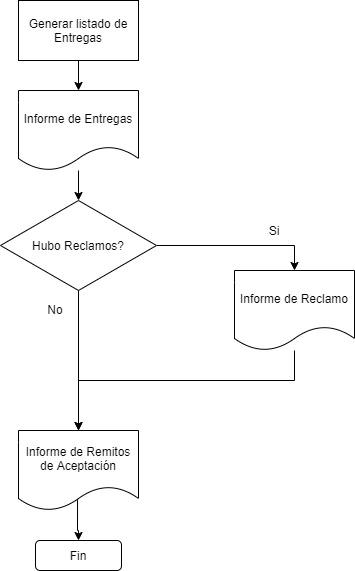 Generar listado de
Entregas
Informe de Entregas
Hubo Reclamos?
Si
Informe de Reclamo
No
Informe de Remitos
de Aceptación
Fin